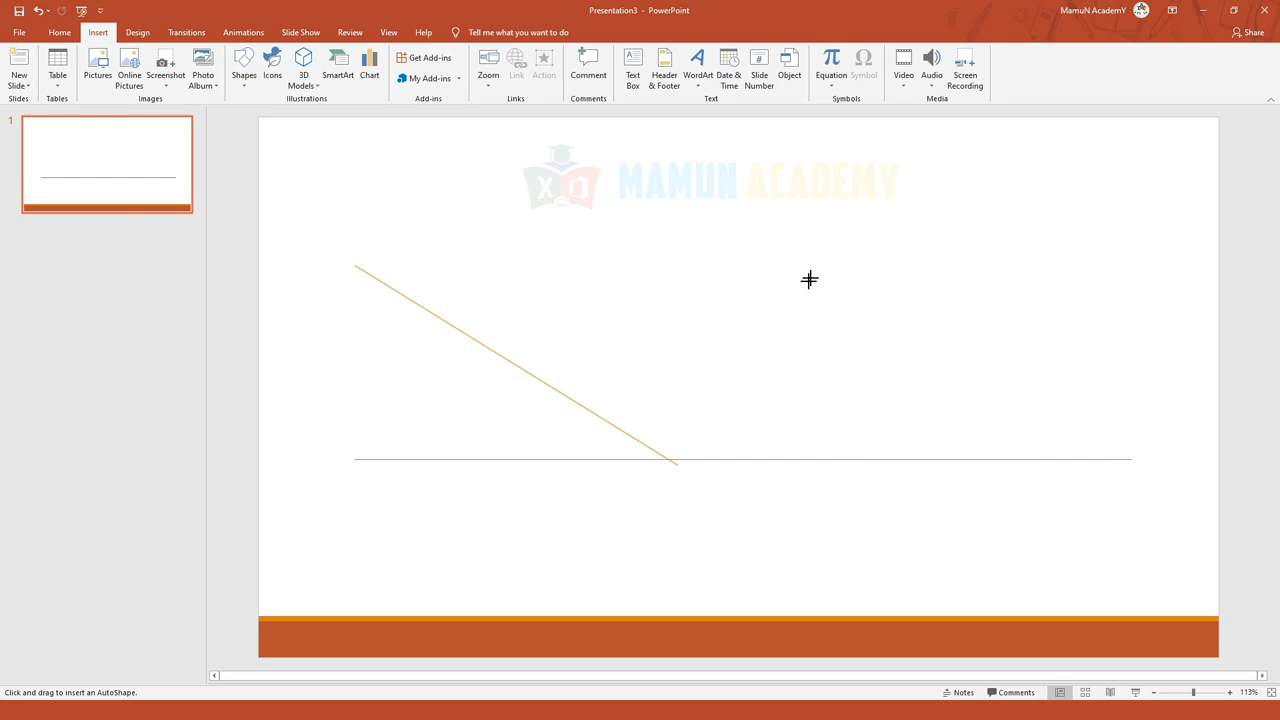 Presentation3 - PowerPoint
MamuN AcademY
File Home Insert Design Transitions Animations Slide Show Review View Help Tell me what you want to do
Share
New Slide
Table
Pictures
Online Pictures
Screenshot
Photo Album
Shapes
Icons
3D Models
SmartArt
Chart
Get Add-ins
My Add-ins
Zoom
Link
Action
Comment
Text Box
Header & Footer
WordArt
Date & Time
Slide Number
Object
Equation
Symbol
Video
Audio
Screen Recording
Slides Tables Images Illustrations Add-ins Links Comments Text Symbols Media
1
X
MAMUN ACADEMY
Click and drag to insert an AutoShape.
Notes Comments 113%